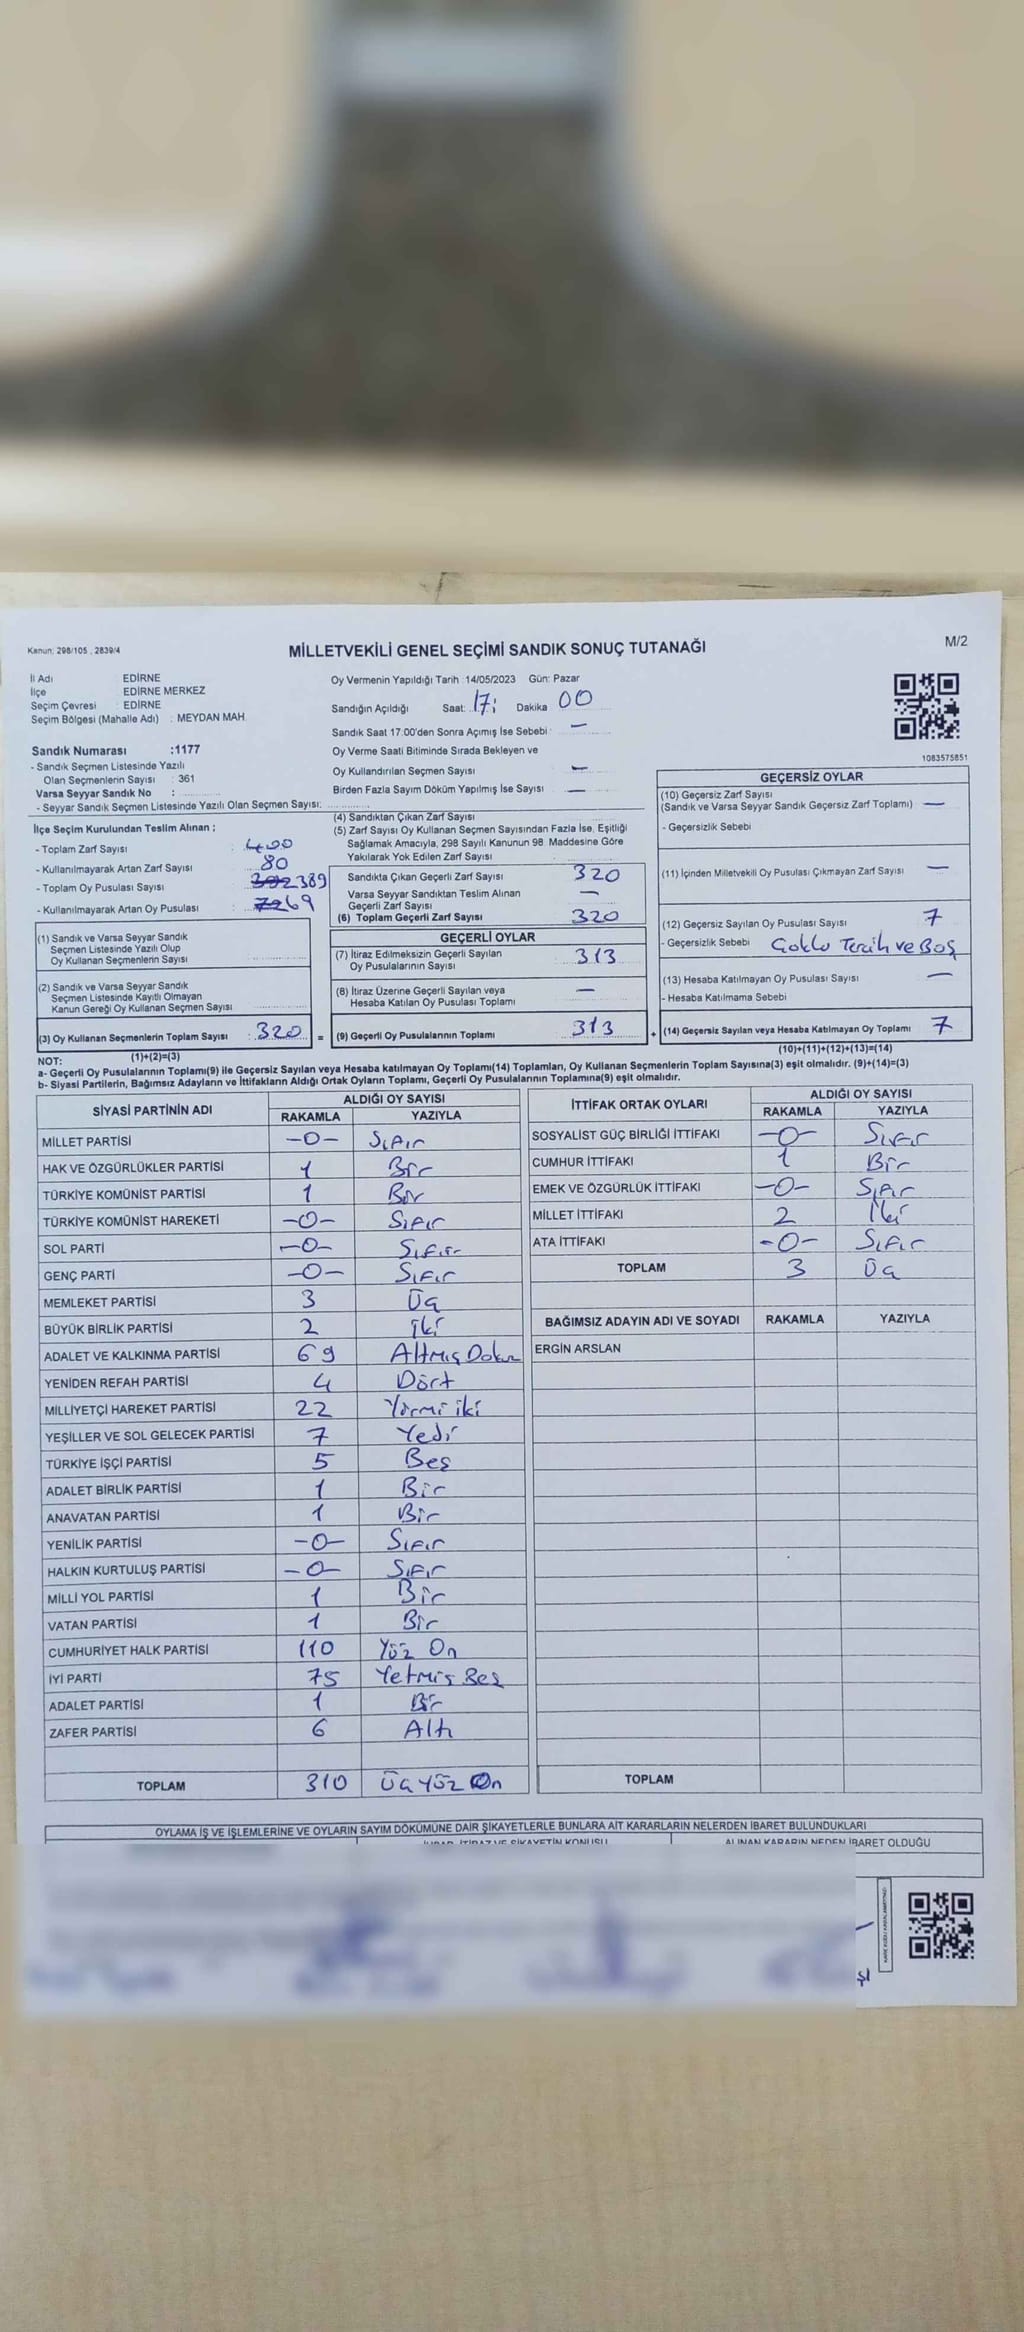 Kanun: 298/105 , 2839/4
MİLLETVEKİLİ GENEL SEÇİMİ SANDIK SONUÇ TUTANAĞI
M/2
İl Adı EDİRNE
İlçe EDİRNE MERKEZ
Seçim Çevresi : EDİRNE
Seçim Bölgesi (Mahalle Adı) : MEYDAN MAH.
Sandık Numarası :1177
- Sandık Seçmen Listesinde Yazılı
Olan Seçmenlerin Sayısı : 361
Varsa Seyyar Sandık No :
- Seyyar Sandık Seçmen Listesinde Yazılı Olan Seçmen Sayısı:
Oy Vermenin Yapıldığı Tarih :14/05/2023 Gün: Pazar
Sandığın Açıldığı Saat: 17: Dakika 00
Sandık Saat 17:00'den Sonra Açımış İse Sebebi : —
Oy Verme Saati Bitiminde Sırada Bekleyen ve
Oy Kullandırılan Seçmen Sayısı —
Birden Fazla Sayım Döküm Yapılmış İse Sayısı —
1083575851
İlçe Seçim Kurulundan Teslim Alınan ;
- Toplam Zarf Sayısı : 400
- Kullanılmayarak Artan Zarf Sayısı 80
- Toplam Oy Pusulası Sayısı : 392 389
- Kullanılmayarak Artan Oy Pusulası : 72 69
(1) Sandık ve Varsa Seyyar Sandık
Seçmen Listesinde Yazılı Olup
Oy Kullanan Seçmenlerin Sayısı
(2) Sandık ve Varsa Seyyar Sandık
Seçmen Listesinde Kayıtlı Olmayan
Kanun Gereği Oy Kullanan Seçmen Sayısı
(3) Oy Kullanan Seçmenlerin Toplam Sayısı : 320 =
(1)+(2)=(3)
(4) Sandıktan Çıkan Zarf Sayısı
(5) Zarf Sayısı Oy Kullanan Seçmen Sayısından Fazla İse, Eşitliği
Sağlamak Amacıyla, 298 Sayılı Kanunun 98. Maddesine Göre
Yakılarak Yok Edilen Zarf Sayısı
Sandıkta Çıkan Geçerli Zarf Sayısı 320
Varsa Seyyar Sandıktan Teslim Alınan
Geçerli Zarf Sayısı —
(6) Toplam Geçerli Zarf Sayısı 320
GEÇERLİ OYLAR
(7) İtiraz Edilmeksizin Geçerli Sayılan
Oy Pusulalarının Sayısı 313
(8) İtiraz Üzerine Geçerli Sayılan veya
Hesaba Katılan Oy Pusulası Toplamı —
(9) Geçerli Oy Pusulalarının Toplamı 313 +
GEÇERSİZ OYLAR
(10) Geçersiz Zarf Sayısı
(Sandık ve Varsa Seyyar Sandık Geçersiz Zarf Toplamı) —
- Geçersizlik Sebebi
(11) İçinden Milletvekili Oy Pusulası Çıkmayan Zarf Sayısı —
(12) Geçersiz Sayılan Oy Pusulası Sayısı 7
- Geçersizlik Sebebi Çoklu Tercih ve Boş
(13) Hesaba Katılmayan Oy Pusulası Sayısı —
- Hesaba Katılmama Sebebi
(14) Geçersiz Sayılan veya Hesaba Katılmayan Oy Toplamı 7
(10)+(11)+(12)+(13)=(14)
NOT:
a- Geçerli Oy Pusulalarının Toplamı(9) ile Geçersiz Sayılan veya Hesaba katılmayan Oy Toplamı(14) Toplamları, Oy Kullanan Seçmenlerin Toplam Sayısına(3) eşit olmalıdır. (9)+(14)=(3)
b- Siyasi Partilerin, Bağımsız Adayların ve İttifakların Aldığı Ortak Oyların Toplamı, Geçerli Oy Pusulalarının Toplamına(9) eşit olmalıdır.
SİYASİ PARTİNİN ADI ALDIĞI OY SAYISI
RAKAMLA YAZIYLA
MİLLET PARTİSİ -0- Sıfır
HAK VE ÖZGÜRLÜKLER PARTİSİ 1 Bir
TÜRKİYE KOMÜNİST PARTİSİ 1 Bir
TÜRKİYE KOMÜNİST HAREKETİ -0- Sıfır
SOL PARTİ -0- Sıfır
GENÇ PARTİ -0- Sıfır
MEMLEKET PARTİSİ 3 Üç
BÜYÜK BİRLİK PARTİSİ 2 İki
ADALET VE KALKINMA PARTİSİ 69 Altmış Dokuz
YENİDEN REFAH PARTİSİ 4 Dört
MİLLİYETÇİ HAREKET PARTİSİ 22 Yirmi iki
YEŞİLLER VE SOL GELECEK PARTİSİ 7 Yedi
TÜRKİYE İŞÇİ PARTİSİ 5 Beş
ADALET BİRLİK PARTİSİ 1 Bir
ANAVATAN PARTİSİ 1 Bir
YENİLİK PARTİSİ -0- Sıfır
HALKIN KURTULUŞ PARTİSİ -0- Sıfır
MİLLİ YOL PARTİSİ 1 Bir
VATAN PARTİSİ 1 Bir
CUMHURİYET HALK PARTİSİ 110 Yüz On
İYİ PARTİ 75 Yetmiş Beş
ADALET PARTİSİ 1 Bir
ZAFER PARTİSİ 6 Altı
TOPLAM 310 Üç Yüz On
İTTİFAK ORTAK OYLARI ALDIĞI OY SAYISI
RAKAMLA YAZIYLA
SOSYALİST GÜÇ BİRLİĞİ İTTİFAKI -0- Sıfır
CUMHUR İTTİFAKI 1 Bir
EMEK VE ÖZGÜRLÜK İTTİFAKI -0- Sıfır
MİLLET İTTİFAKI 2 İki
ATA İTTİFAKI -0- Sıfır
TOPLAM 3 Üç
BAĞIMSIZ ADAYIN ADI VE SOYADI RAKAMLA YAZIYLA
ERGİN ARSLAN
TOPLAM
OYLAMA İŞ VE İŞLEMLERİNE VE OYLARIN SAYIM DÖKÜMÜNE DAİR ŞİKAYETLERLE BUNLARA AİT KARARLARIN NELERDEN İBARET BULUNDUKLARI
İHBAR, İTİRAZ VE ŞİKAYETİN KONUSU ALINAN KARARIN NEDEN İBARET OLDUĞU